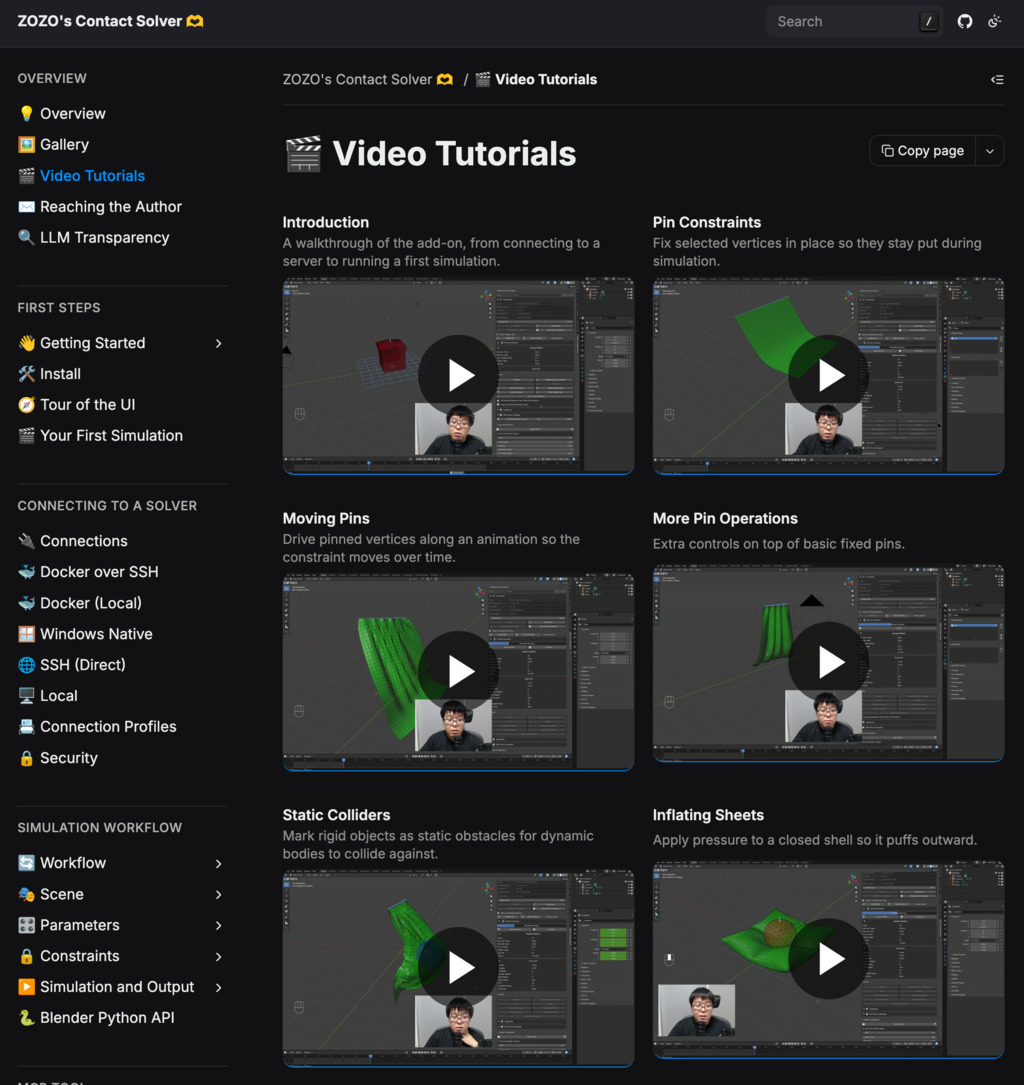 ZOZO's Contact Solver 🫶
Search /
OVERVIEW
💡 Overview
🖼️ Gallery
🎬 Video Tutorials
✉️ Reaching the Author
🔍 LLM Transparency
FIRST STEPS
👋 Getting Started
🛠️ Install
🧭 Tour of the UI
🎬 Your First Simulation
CONNECTING TO A SOLVER
🔌 Connections
🐳 Docker over SSH
🐳 Docker (Local)
🪟 Windows Native
🌐 SSH (Direct)
🖥️ Local
📇 Connection Profiles
🔒 Security
SIMULATION WORKFLOW
🔄 Workflow
🎭 Scene
🎛️ Parameters
🔒 Constraints
▶️ Simulation and Output
🐍 Blender Python API
MCP TOOL
ZOZO's Contact Solver 🫶 / 🎬 Video Tutorials
🎬 Video Tutorials
Copy page
Introduction
A walkthrough of the add-on, from connecting to a
server to running a first simulation.
Pin Constraints
Fix selected vertices in place so they stay put during
simulation.
Moving Pins
Drive pinned vertices along an animation so the
constraint moves over time.
More Pin Operations
Extra controls on top of basic fixed pins.
Static Colliders
Mark rigid objects as static obstacles for dynamic
bodies to collide against.
Inflating Sheets
Apply pressure to a closed shell so it puffs outward.